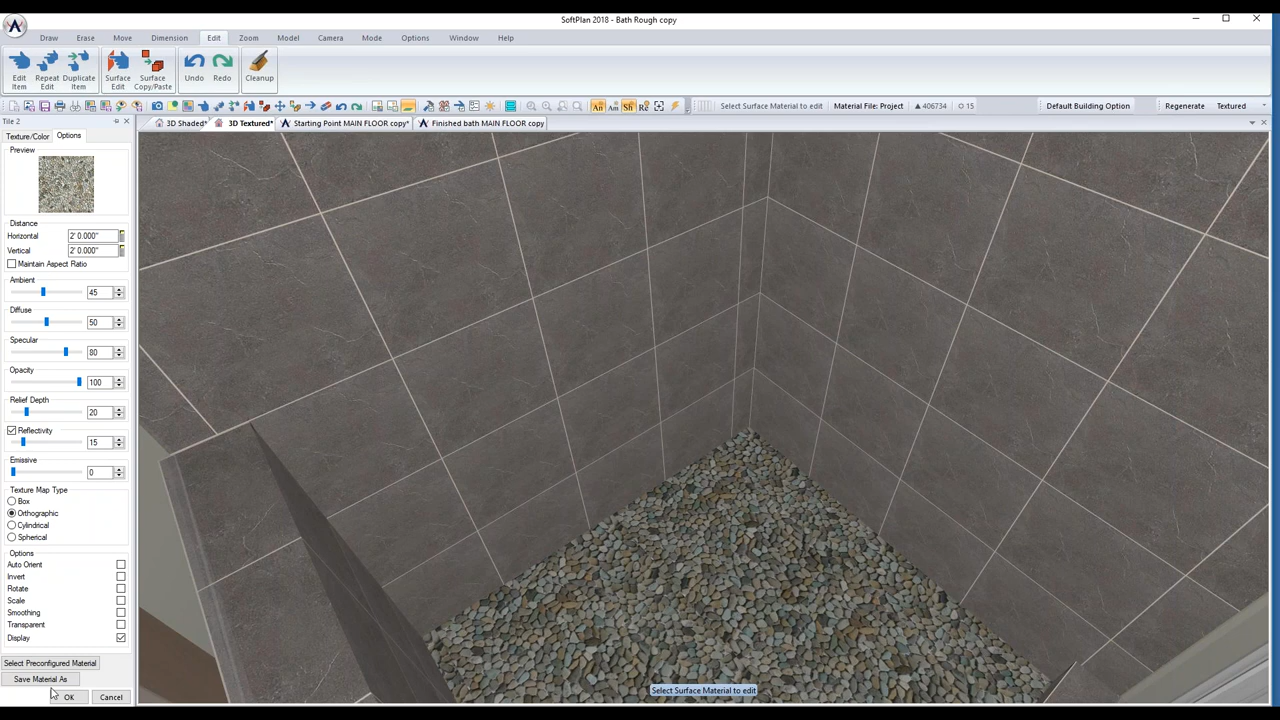 SoftPlan 2018 - Bath Rough copy
Draw Erase Move Dimension Edit Zoom Model Camera Mode Options Window Help
Edit Item
Repeat Edit
Duplicate Item
Surface Edit
Surface Copy/Paste
Undo
Redo
Cleanup
An Am Sh Re
Select Surface Material to edit
Material File: Project
406734
15
Default Building Option
Regenerate
Textured
Tile 2
3D Shaded*
3D Textured*
Starting Point MAIN FLOOR copy*
Finished bath MAIN FLOOR copy
Texture/Color Options
Preview
Distance
Horizontal 2' 0.000"
Vertical 2' 0.000"
Maintain Aspect Ratio
Ambient
45
Diffuse
50
Specular
80
Opacity
100
Relief Depth
20
Reflectivity
15
Emissive
0
Texture Map Type
Box
Orthographic
Cylindrical
Spherical
Options
Auto Orient
Invert
Rotate
Scale
Smoothing
Transparent
Display
Select Preconfigured Material
Save Material As
OK Cancel
Select Surface Material to edit